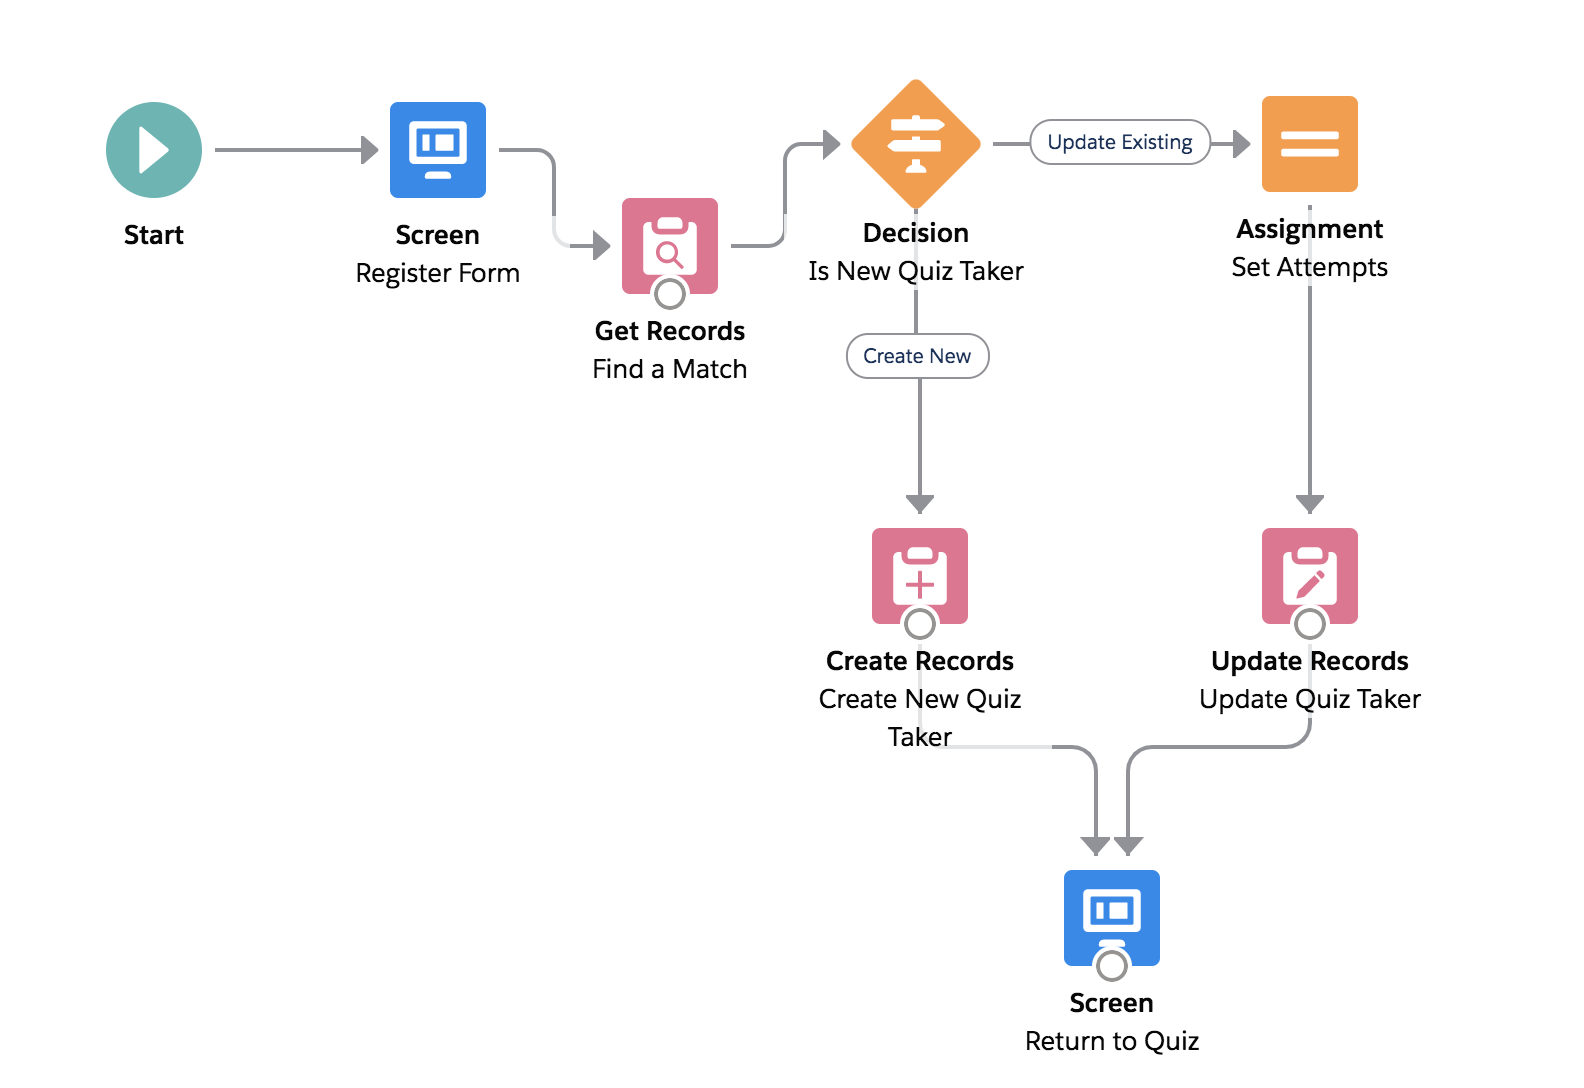 Start
Screen
Register Form
Get Records
Find a Match
Decision
Is New Quiz Taker
Update Existing
Assignment
Set Attempts
Create New
Create Records
Create New Quiz
Taker
Update Records
Update Quiz Taker
Screen
Return to Quiz